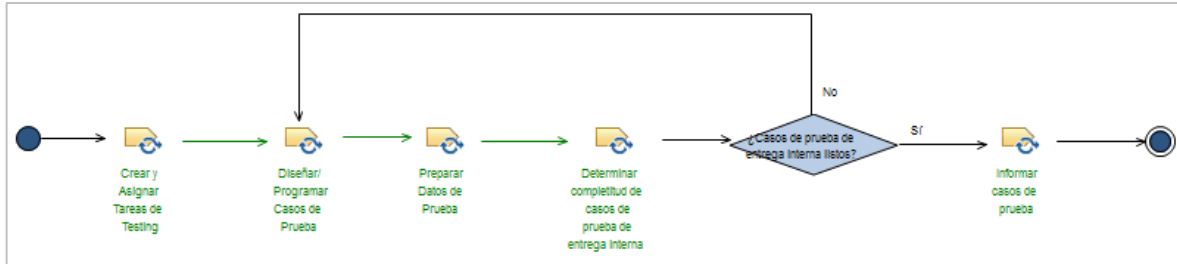 No
¿Casos de prueba de
entrega interna listos?
Sí
Crear y
Asignar
Tareas de
Testing
Diseñar/
Programar
Casos de
Prueba
Preparar
Datos de
Prueba
Determinar
completitud de
casos de
prueba de
entrega Interna
Informar
casos de
prueba